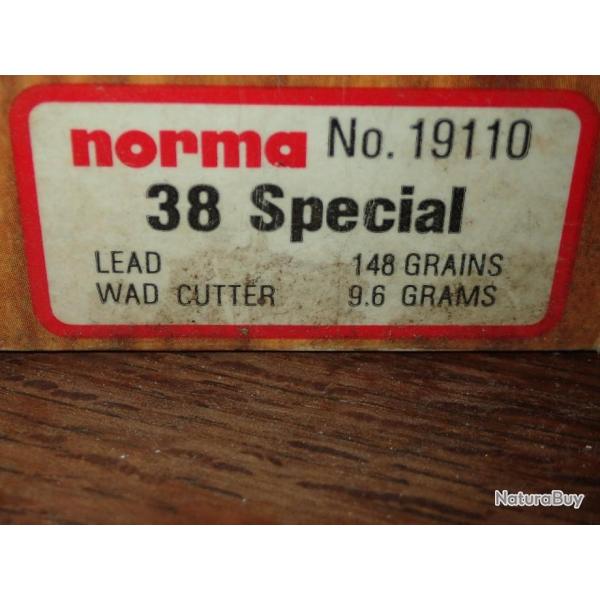 norma No. 19110
38 Special
LEAD 148 GRAINS
WAD CUTTER 9.6 GRAMS
NaturaBuy